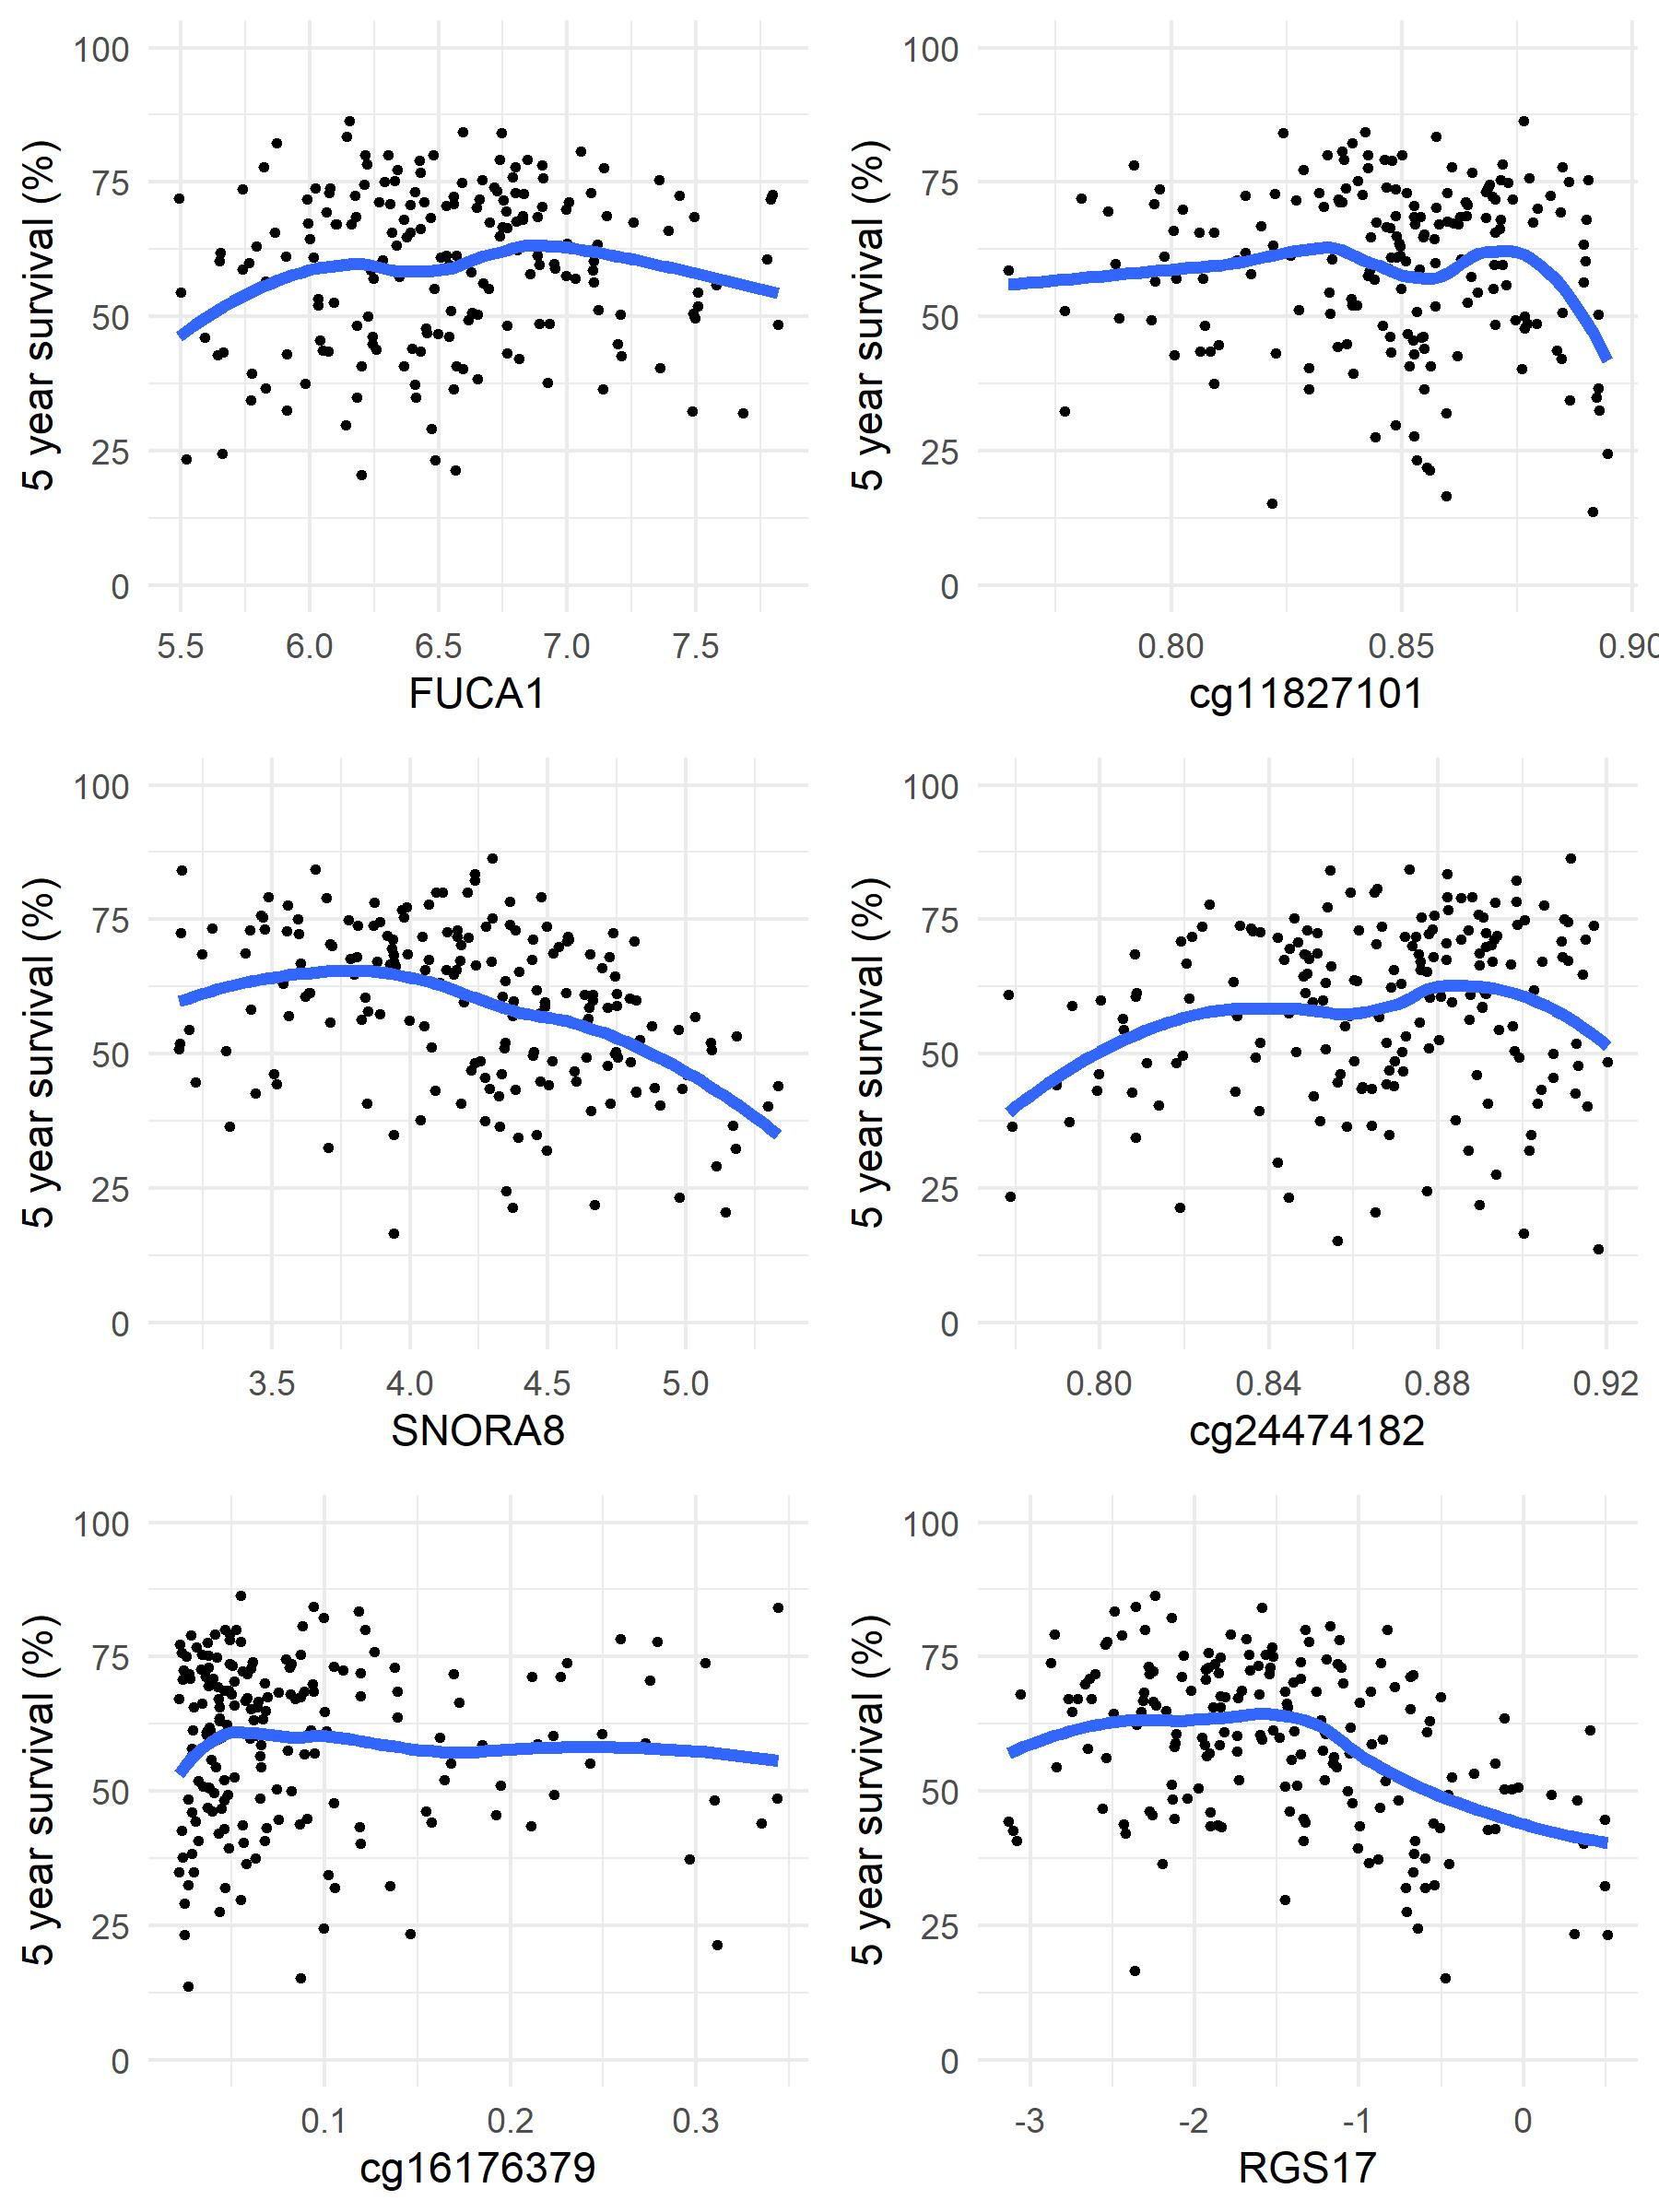 100
75
50
25
0
5 year survival (%)
5.5 6.0 6.5 7.0 7.5
FUCA1
100
75
50
25
0
5 year survival (%)
0.80 0.85 0.90
cg11827101
100
75
50
25
0
5 year survival (%)
3.5 4.0 4.5 5.0
SNORA8
100
75
50
25
0
5 year survival (%)
0.80 0.84 0.88 0.92
cg24474182
100
75
50
25
0
5 year survival (%)
0.1 0.2 0.3
cg16176379
100
75
50
25
0
5 year survival (%)
-3 -2 -1 0
RGS17